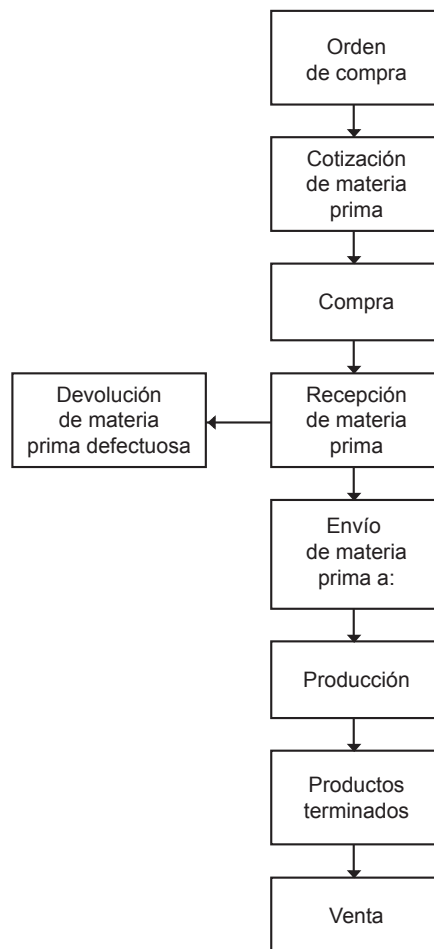 Orden
de compra
Cotización
de materia
prima
Compra
Devolución
de materia
prima defectuosa
Recepción
de materia
prima
Envío
de materia
prima a:
Producción
Productos
terminados
Venta